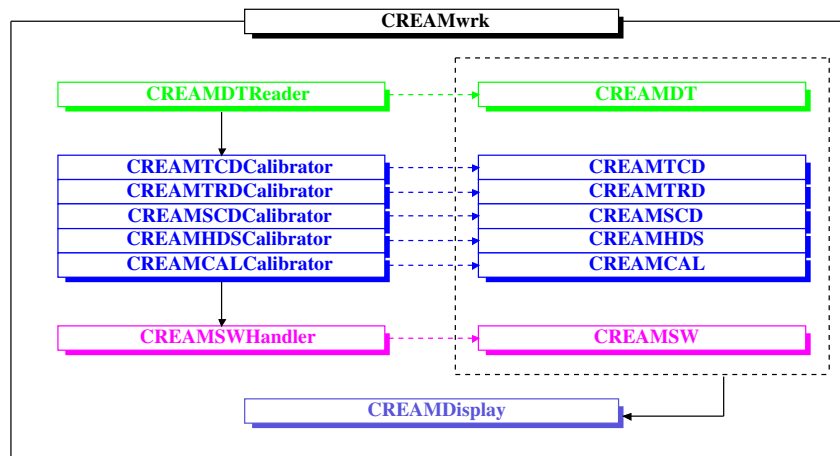 CREAMwrk
CREAMDTReader
CREAMDT
CREAMTCDCalibrator
CREAMTCD
CREAMTRDCalibrator
CREAMTRD
CREAMSCDCalibrator
CREAMSCD
CREAMHDSCalibrator
CREAMHDS
CREAMCALCalibrator
CREAMCAL
CREAMSWHandler
CREAMSW
CREAMDisplay